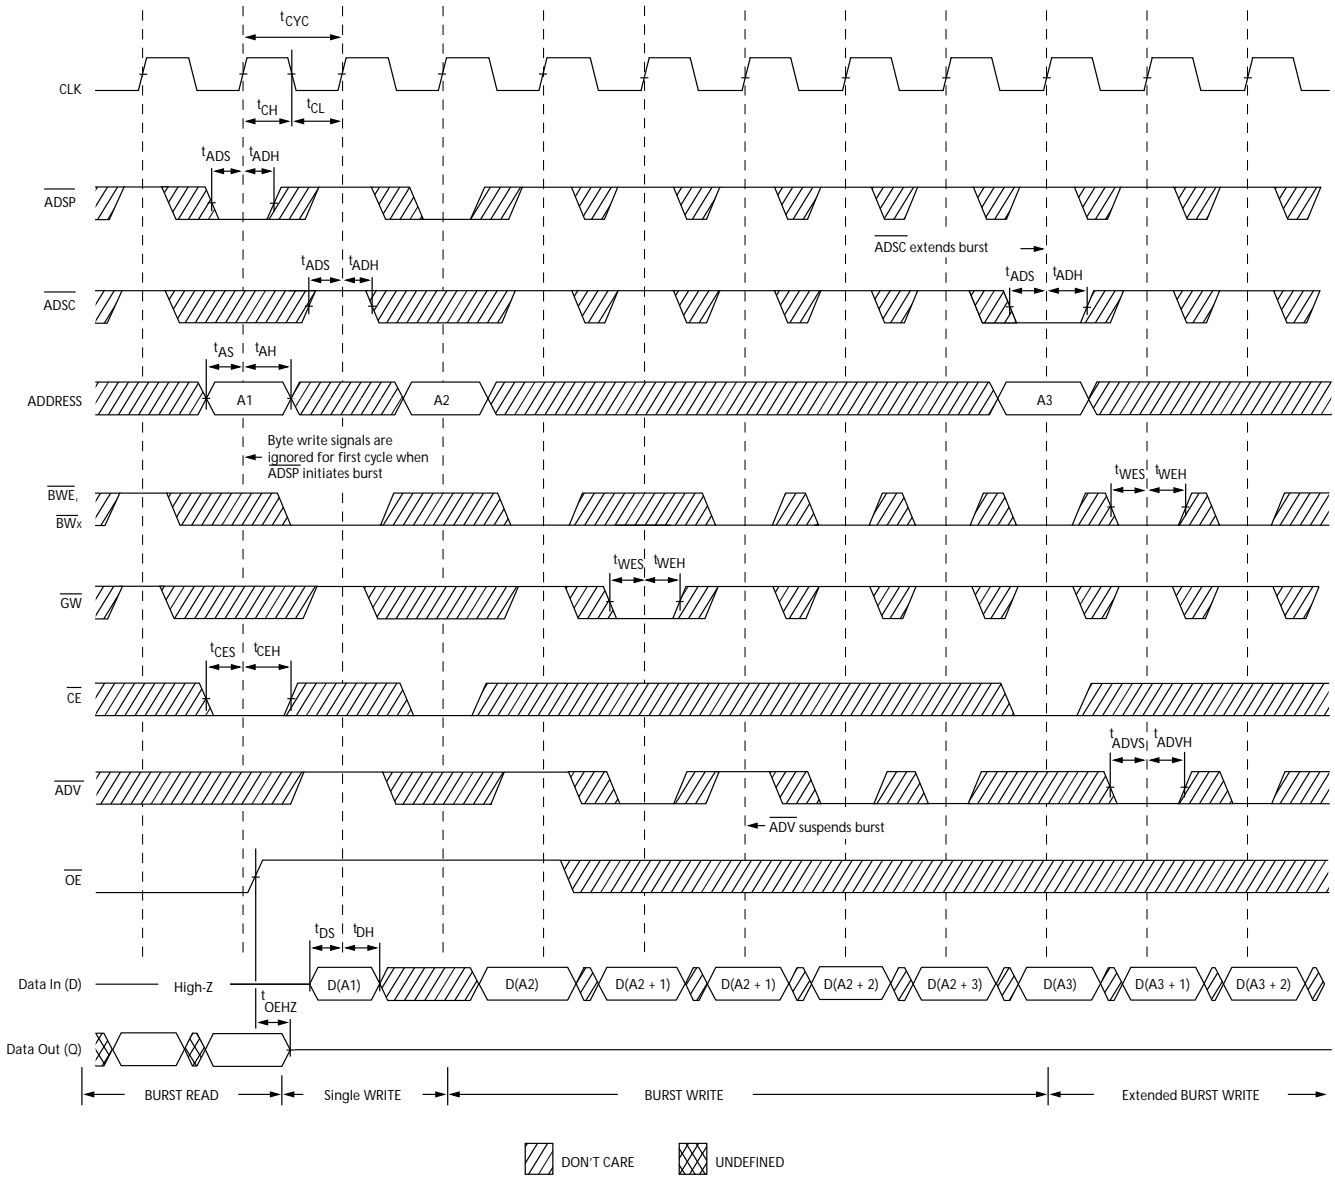 tCYC
CLK
tCH
tCL
tADS
tADH
ADSP
ADSC extends burst
tADS
tADH
tADS
tADH
ADSC
tAS
tAH
ADDRESS
A1
A2
A3
Byte write signals are
ignored for first cycle when
ADSP initiates burst
BWE,
BWx
tWES
tWEH
tWES
tWEH
GW
tCES
tCEH
CE
tADVS
tADVH
ADV
ADV suspends burst
OE
tDS
tDH
Data In (D)
High-Z
D(A1)
D(A2)
D(A2 + 1)
D(A2 + 1)
D(A2 + 2)
D(A2 + 3)
D(A3)
D(A3 + 1)
D(A3 + 2)
tOEHZ
Data Out (Q)
BURST READ
Single WRITE
BURST WRITE
Extended BURST WRITE
DON'T CARE
UNDEFINED